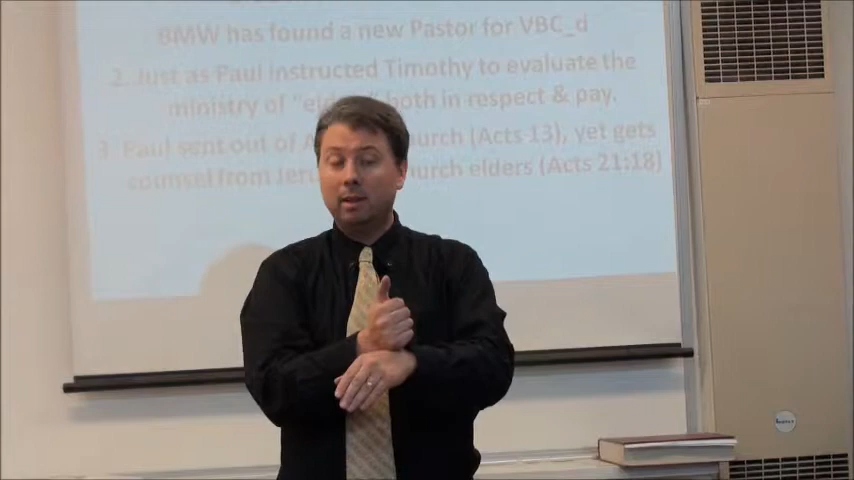 BMW has found a new Pastor for VBC_d
2. Just as Paul instructed Timothy to evaluate the
ministry of "elders" both in respect & pay,
3. Paul sent out of A church (Acts 13), yet gets
counsel from Jer church elders (Acts 21:18)